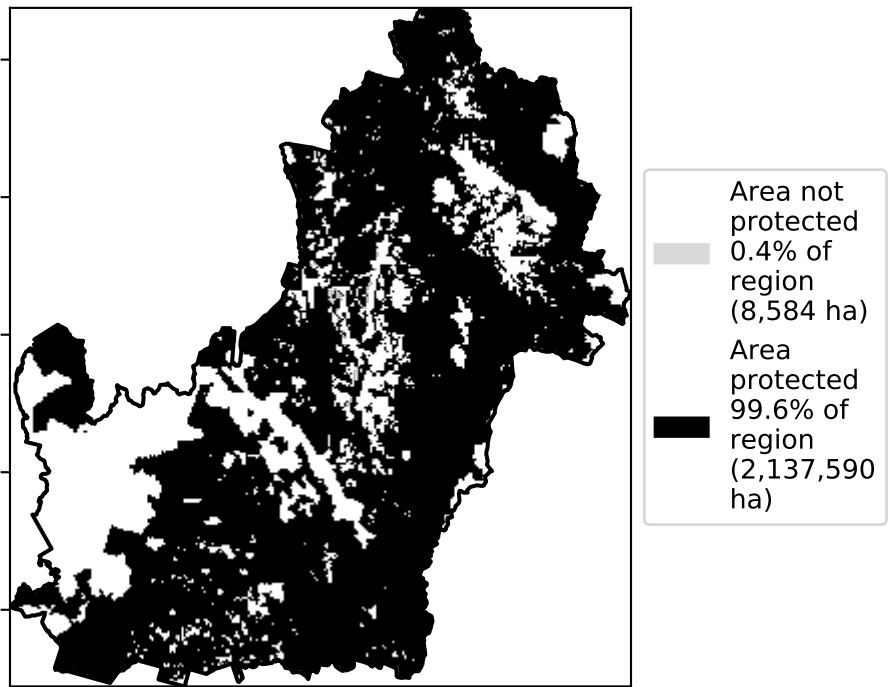 Area not
protected
0.4% of
region
(8,584 ha)
Area
protected
99.6% of
region
(2,137,590
ha)